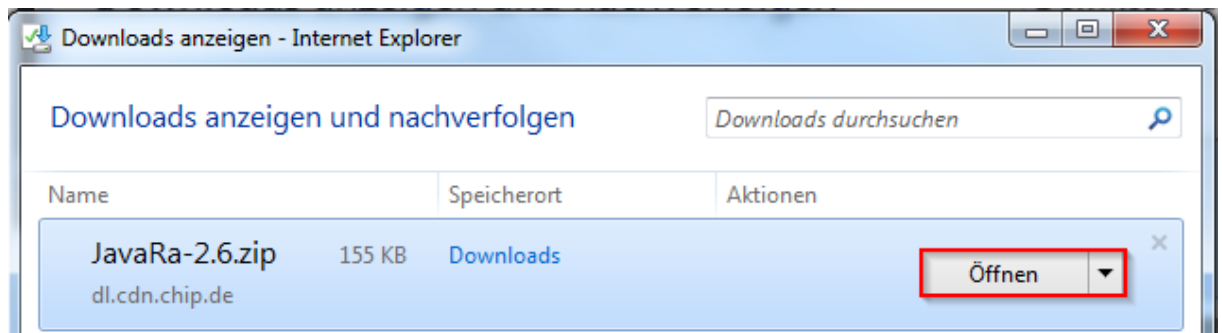 Downloads anzeigen - Internet Explorer
Downloads anzeigen und nachverfolgen
Downloads durchsuchen
Name Speicherort Aktionen
JavaRa-2.6.zip 155 KB Downloads Öffnen
dl.cdn.chip.de